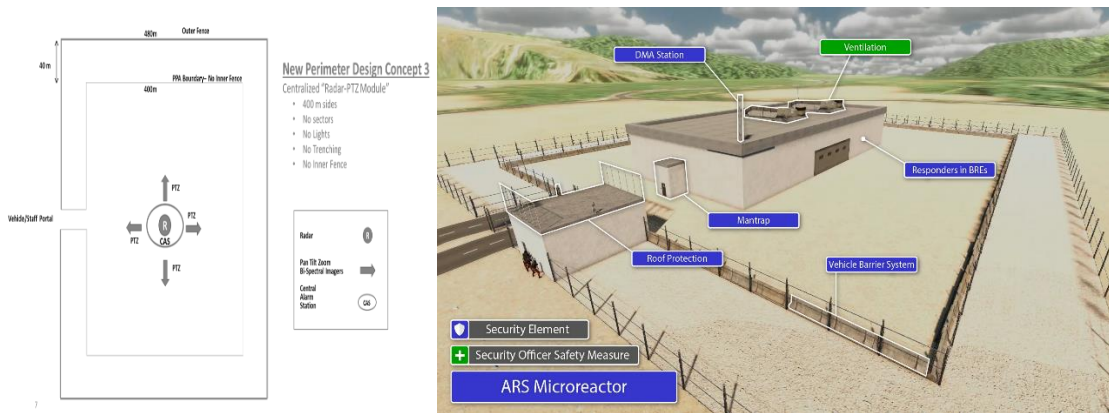 480m
Outer Fence
40 m
PPA Boundary– No Inner Fence
400m
PTZ
PTZ
R
PTZ
CAS
PTZ
Vehicle/Staff Portal
7
New Perimeter Design Concept 3
Centralized "Radar-PTZ Module"
• 400 m sides
• No sectors
• No Lights
• No Trenching
• No Inner Fence
Radar
R
Pan Tilt Zoom
Bi-Spectral Imagers
Central
Alarm
Station
CAS
DMA Station
Ventilation
Responders in BREs
Mantrap
Roof Protection
Vehicle Barrier System
Security Element
Security Officer Safety Measure
ARS Microreactor